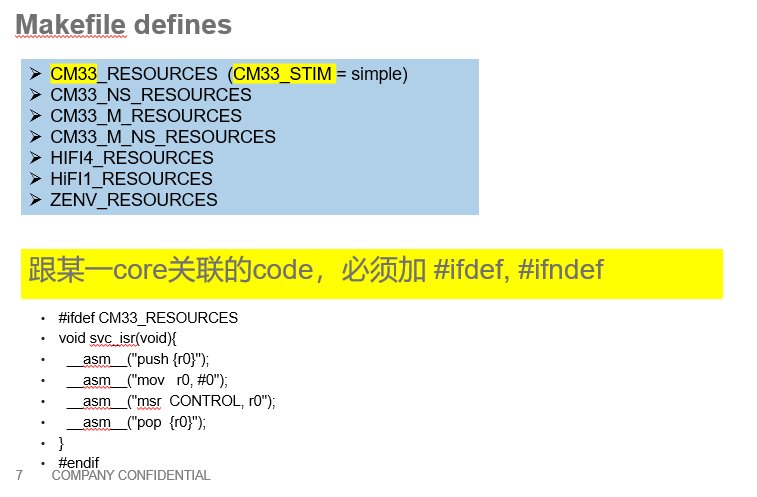 Makefile defines
➢ CM33_RESOURCES (CM33_STIM = simple)
➢ CM33_NS_RESOURCES
➢ CM33_M_RESOURCES
➢ CM33_M_NS_RESOURCES
➢ HIFI4_RESOURCES
➢ HiFI1_RESOURCES
➢ ZENV_RESOURCES
跟某一core关联的code，必须加 #ifdef, #ifndef
• #ifdef CM33_RESOURCES
• void svc_isr(void){
• __asm__("push {r0}");
• __asm__("mov r0, #0");
• __asm__("msr CONTROL, r0");
• __asm__("pop {r0}");
• }
• #endif
7 COMPANY CONFIDENTIAL